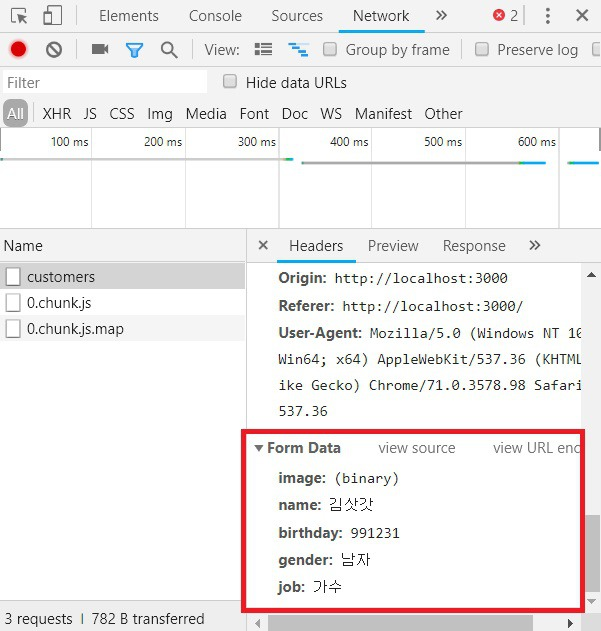 Elements Console Sources Network » 2
View: Group by frame Preserve log
Filter Hide data URLs
All XHR JS CSS Img Media Font Doc WS Manifest Other
100 ms 200 ms 300 ms 400 ms 500 ms 600 ms
Name × Headers Preview Response »
customers
0.chunk.js
0.chunk.js.map
Origin: http://localhost:3000
Referer: http://localhost:3000/
User-Agent: Mozilla/5.0 (Windows NT 10
Win64; x64) AppleWebKit/537.36 (KHTML
ike Gecko) Chrome/71.0.3578.98 Safari
537.36
Form Data view source view URL enc
image: (binary)
name: 김삿갓
birthday: 991231
gender: 남자
job: 가수
3 requests | 782 B transferred